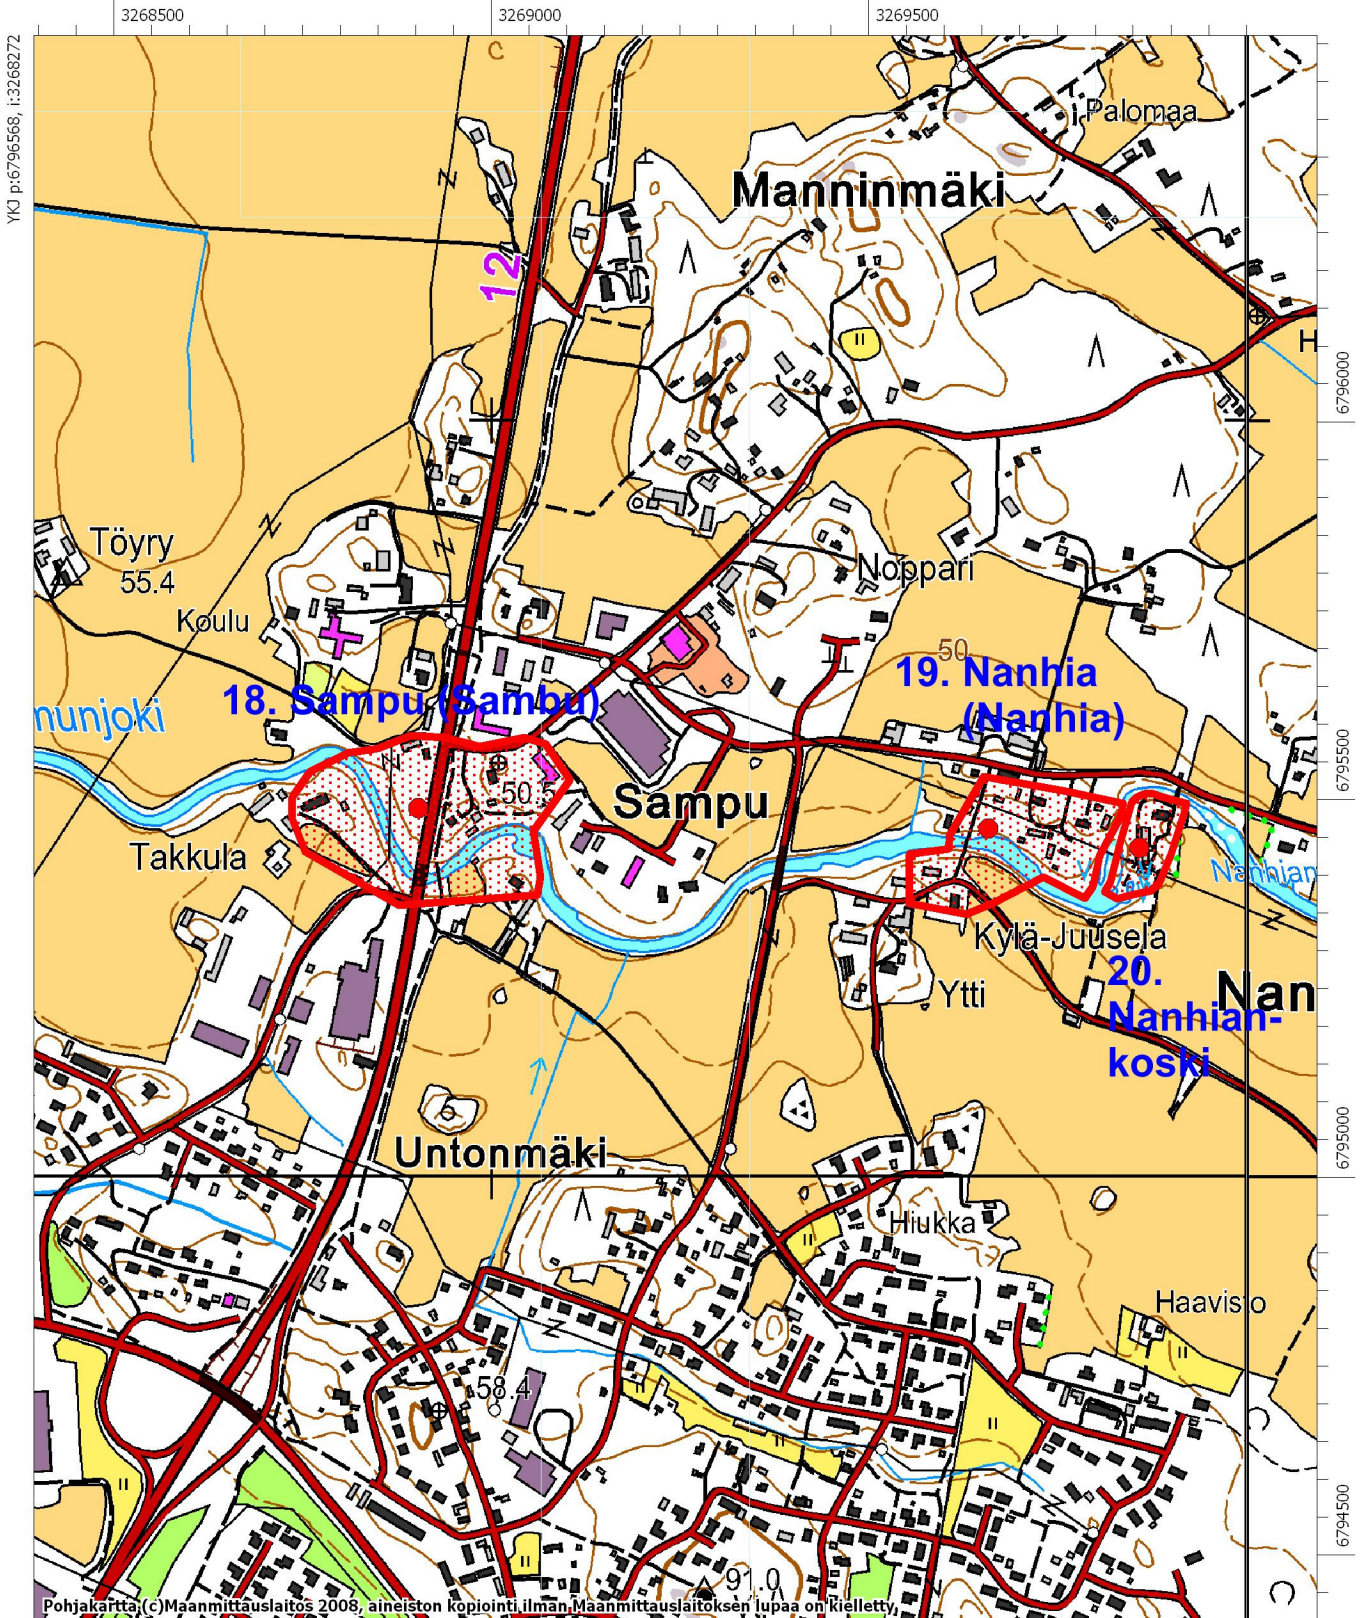 3268500
3269000
3269500
YKJ p:6796568, i:3268272
Palomaa
Manninmäki
12
H
6796000
Töyry
55.4
Noppari
Koulu
50
19. Nanhia
(Nanhia)
18. Sampu (Sambu)
munjoki
6795500
50.5
Sampu
Takkula
Nanhian
Kylä-Juusela
20.
Nanhian-
koski
Ytti
Nan
6795000
Untonmäki
Hiukka
Haavisto
58.4
6794500
91.0
Pohjakartta (c)Maanmittauslaitos 2008, aineiston kopiointi ilman Maanmittauslaitoksen lupaa on kielletty.